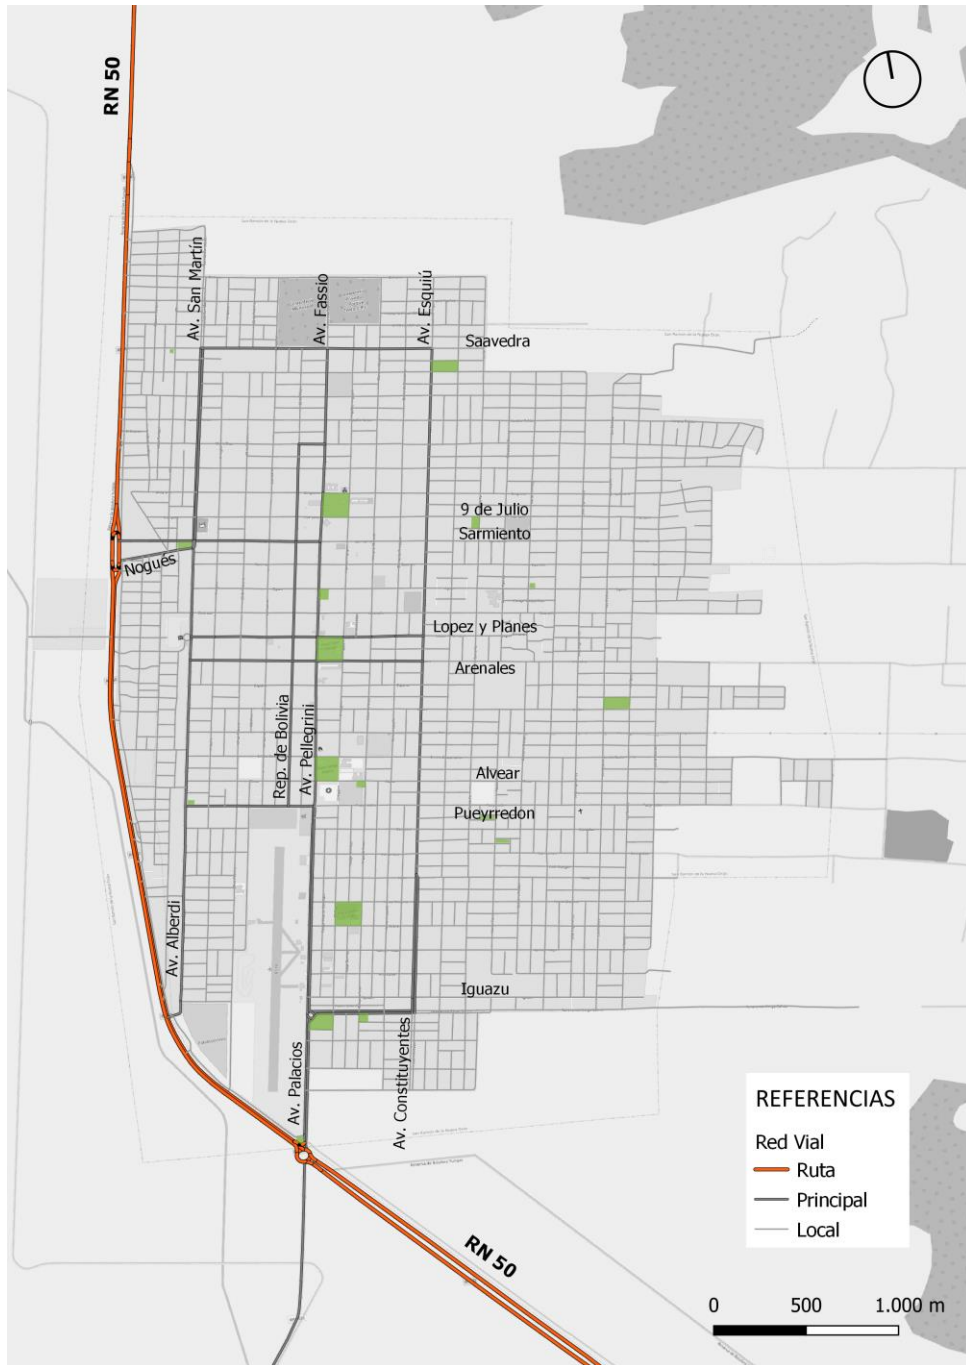 RN 50
Av. San Martín
Av. Fassio
Av. Esquiú
Saavedra
9 de Julio
Sarmiento
Nogués
Lopez y Planes
Arenales
Rep. de Bolivia
Av. Pellegrini
Alvear
Pueyrredon
Av. Alberdi
Iguazu
Av. Palacios
Av. Constituyentes
RN 50
REFERENCIAS
Red Vial
Ruta
Principal
Local
0 500 1.000 m